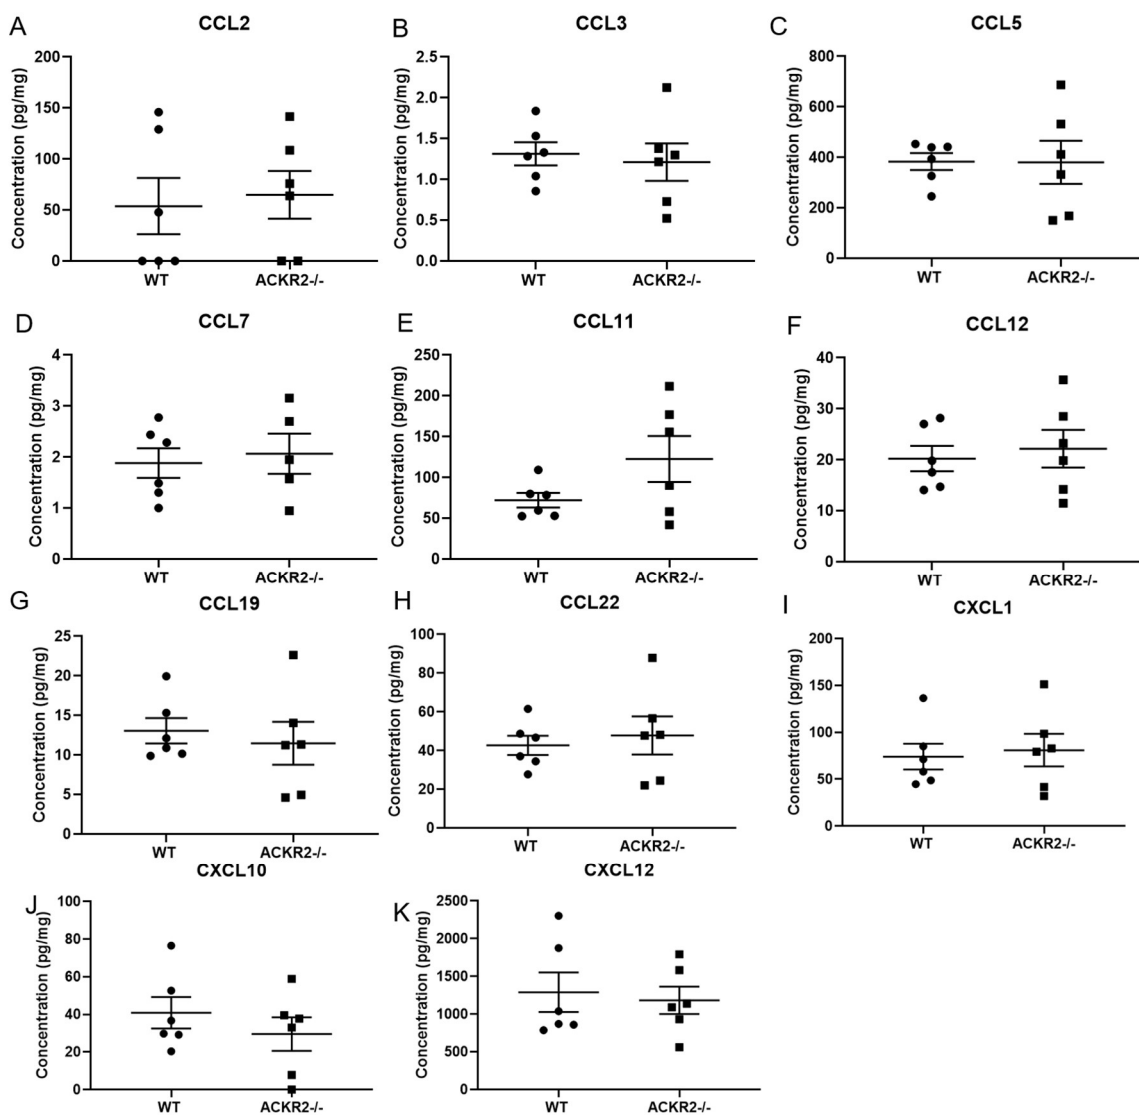 A
CCL2
Concentration (pg/mg)
200
150
100
50
0
WT
ACKR2-/-
B
CCL3
Concentration (pg/mg)
2.5
2.0
1.5
1.0
0.5
0.0
WT
ACKR2-/-
C
CCL5
Concentration (pg/mg)
800
600
400
200
0
WT
ACKR2-/-
D
CCL7
Concentration (pg/mg)
4
3
2
1
0
WT
ACKR2-/-
E
CCL11
Concentration (pg/mg)
250
200
150
100
50
0
WT
ACKR2-/-
F
CCL12
Concentration (pg/mg)
40
30
20
10
0
WT
ACKR2-/-
G
CCL19
Concentration (pg/mg)
25
20
15
10
5
0
WT
ACKR2-/-
H
CCL22
Concentration (pg/mg)
100
80
60
40
20
0
WT
ACKR2-/-
I
CXCL1
Concentration (pg/mg)
200
150
100
50
0
WT
ACKR2-/-
J
CXCL10
Concentration (pg/mg)
100
80
60
40
20
0
WT
ACKR2-/-
K
CXCL12
Concentration (pg/mg)
2500
2000
1500
1000
500
0
WT
ACKR2-/-